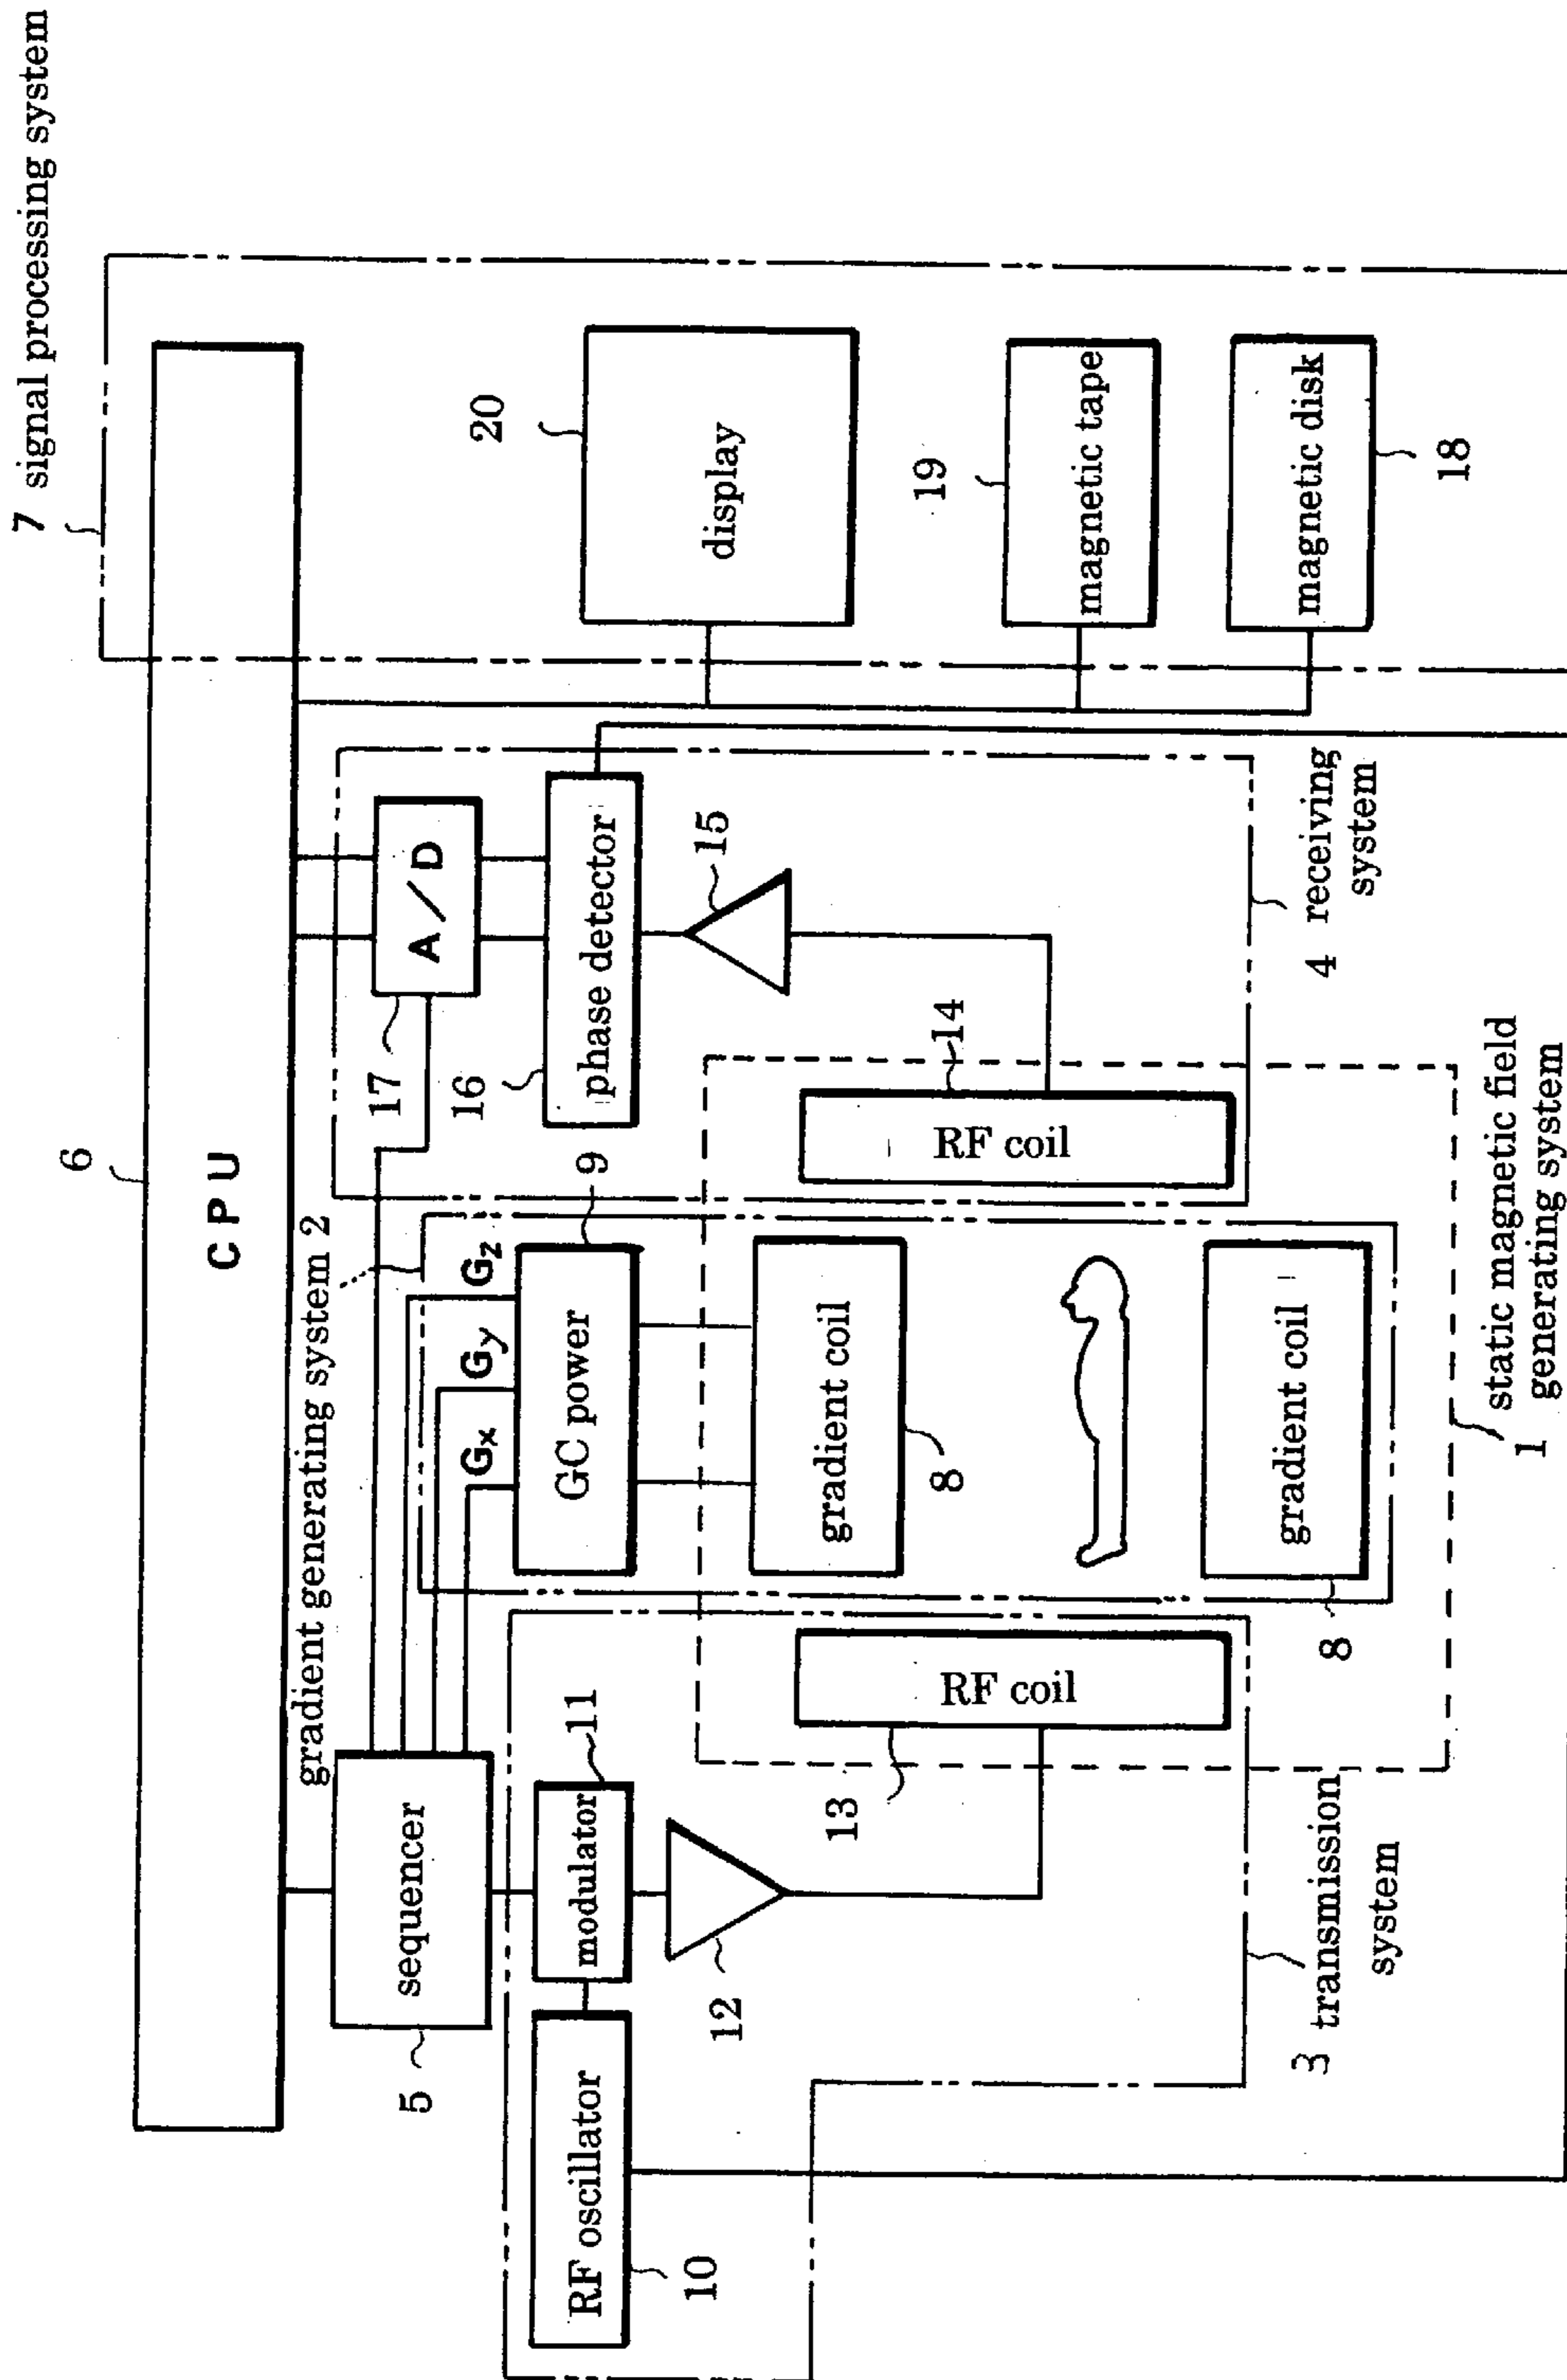 7 signal processing system
6
CPU
5
sequencer
gradient generating system 2
17
A/D
16
phase detector
15
20
display
19
magnetic tape
magnetic disk
18
Gx
Gy
Gz
9
GC power
10
RF oscillator
11
modulator
12
13
RF coil
gradient coil
8
gradient coil
8
14
RF coil
3 transmission
system
4 receiving
system
1 static magnetic field
generating system